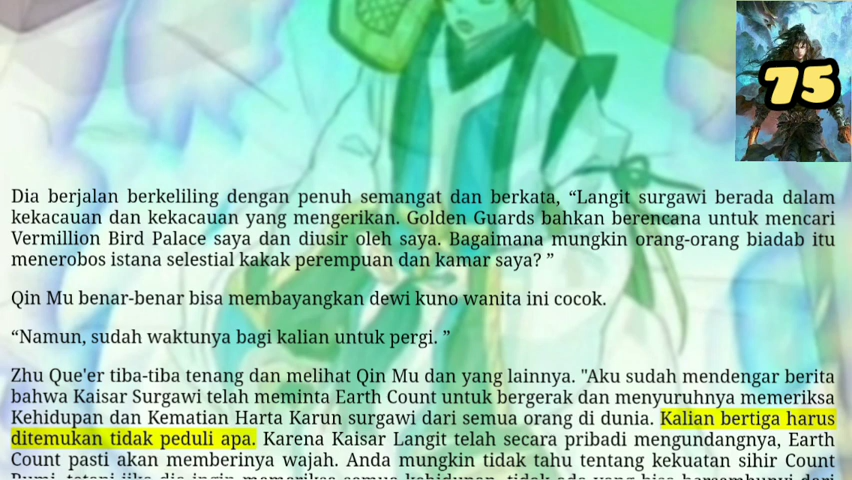 75
Dia berjalan berkeliling dengan penuh semangat dan berkata, “Langit surgawi berada dalam
kekacauan dan kekacauan yang mengerikan. Golden Guards bahkan berencana untuk mencari
Vermillion Bird Palace saya dan diusir oleh saya. Bagaimana mungkin orang-orang biadab itu
menerobos istana selestial kakak perempuan dan kamar saya? ”
Qin Mu benar-benar bisa membayangkan dewi kuno wanita ini cocok.
“Namun, sudah waktunya bagi kalian untuk pergi. ”
Zhu Que'er tiba-tiba tenang dan melihat Qin Mu dan yang lainnya. "Aku sudah mendengar berita
bahwa Kaisar Surgawi telah meminta Earth Count untuk bergerak dan menyuruhnya memeriksa
Kehidupan dan Kematian Harta Karun surgawi dari semua orang di dunia. Kalian bertiga harus
ditemukan tidak peduli apa. Karena Kaisar Langit telah secara pribadi mengundangnya, Earth
Count pasti akan memberinya wajah. Anda mungkin tidak tahu tentang kekuatan sihir Count